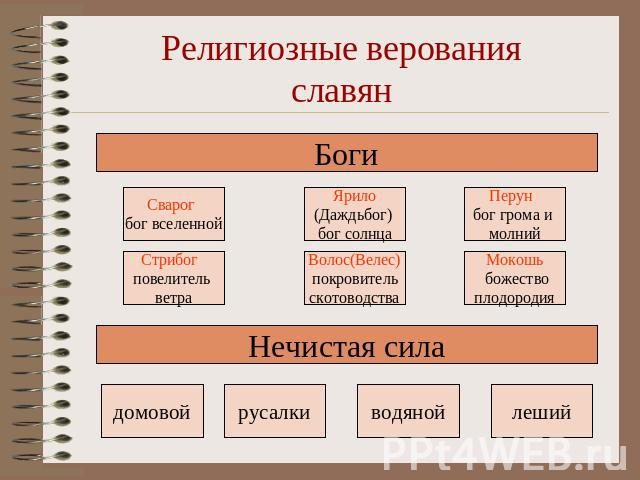 Религиозные верования
славян
Боги
Сварог
бог вселенной
Ярило
(Даждьбог)
бог солнца
Перун
бог грома и
молний
Стрибог
повелитель
ветра
Волос(Велес)
покровитель
скотоводства
Мокошь
божество
плодородия
Нечистая сила
домовой
русалки
водяной
леший
PPt4WEB.ru